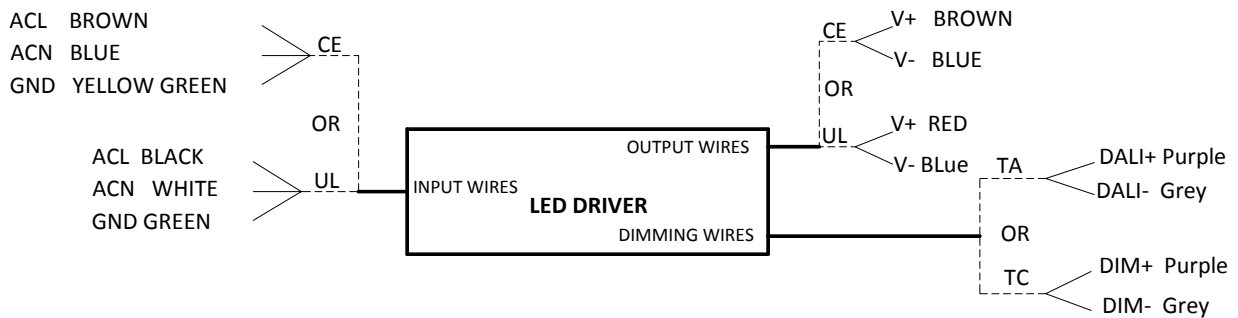 ACL BROWN
ACN BLUE
GND YELLOW GREEN
CE
OR
ACL BLACK
ACN WHITE
GND GREEN
UL
INPUT WIRES
OUTPUT WIRES
LED DRIVER
DIMMING WIRES
CE
V+ BROWN
V- BLUE
OR
UL
V+ RED
V- BLue
TA
DALI+ Purple
DALI- Grey
OR
TC
DIM+ Purple
DIM- Grey